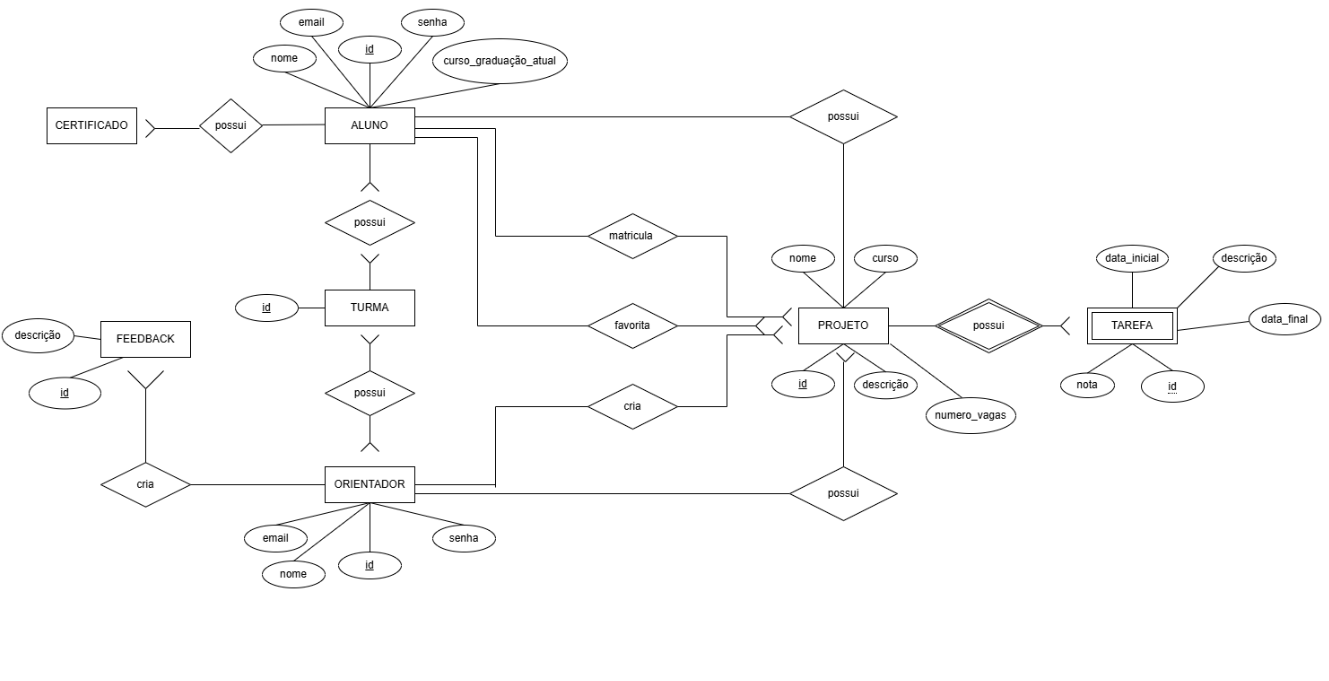 email
senha
id
nome
curso_graduação_atual
CERTIFICADO
possui
ALUNO
possui
possui
matricula
nome
curso
data_inicial
descrição
id
TURMA
descrição
FEEDBACK
favorita
PROJETO
possui
TAREFA
data_final
id
possui
cria
id
descrição
nota
id
numero_vagas
cria
ORIENTADOR
possui
email
senha
nome
id